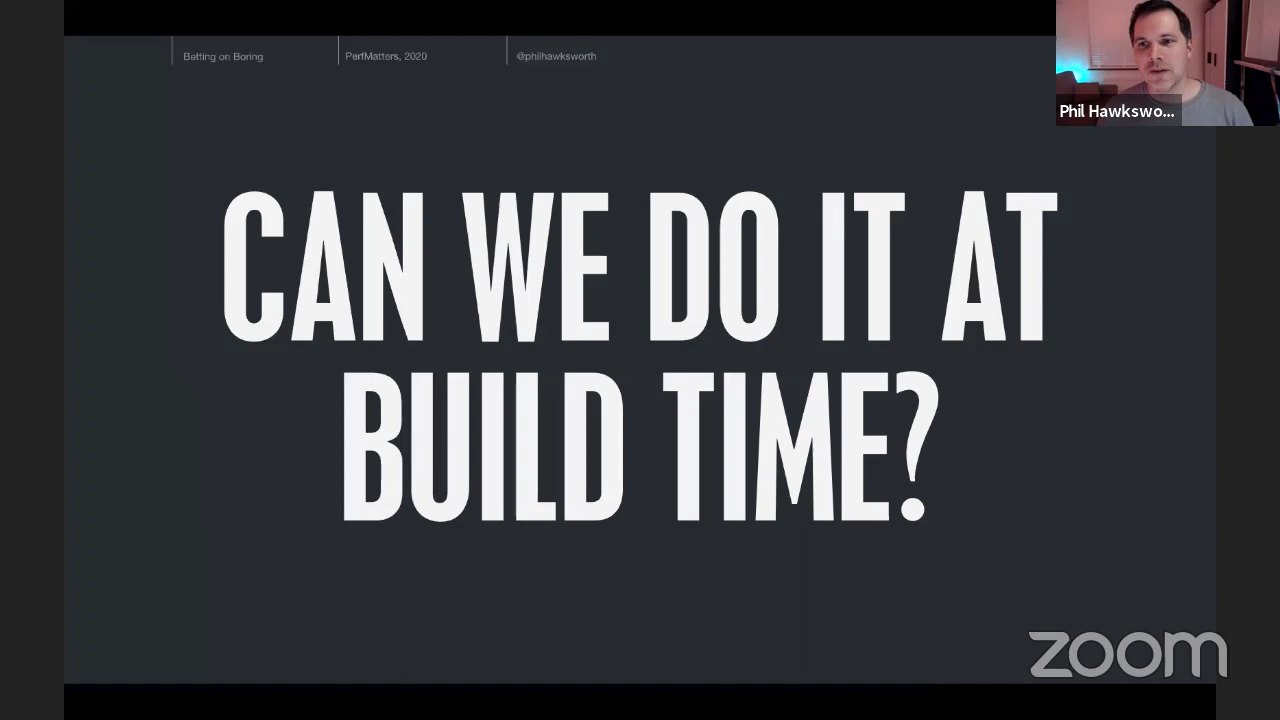 Betting on Boring
PerfMatters, 2020
@philhawksworth
Phil Hawkswo...
CAN WE DO IT AT
BUILD TIME?
zoom